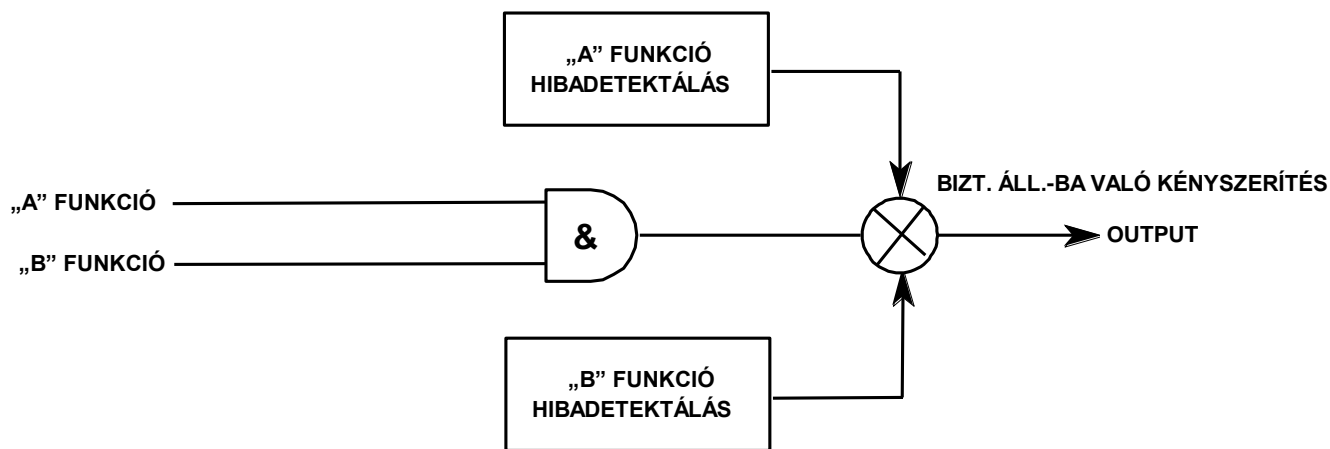 „A” FUNKCIÓ
HIBADETEKTÁLÁS
BIZT. ÁLL.-BA VALÓ KÉNYSZERÍTÉS
„A” FUNKCIÓ
&
OUTPUT
„B” FUNKCIÓ
„B” FUNKCIÓ
HIBADETEKTÁLÁS